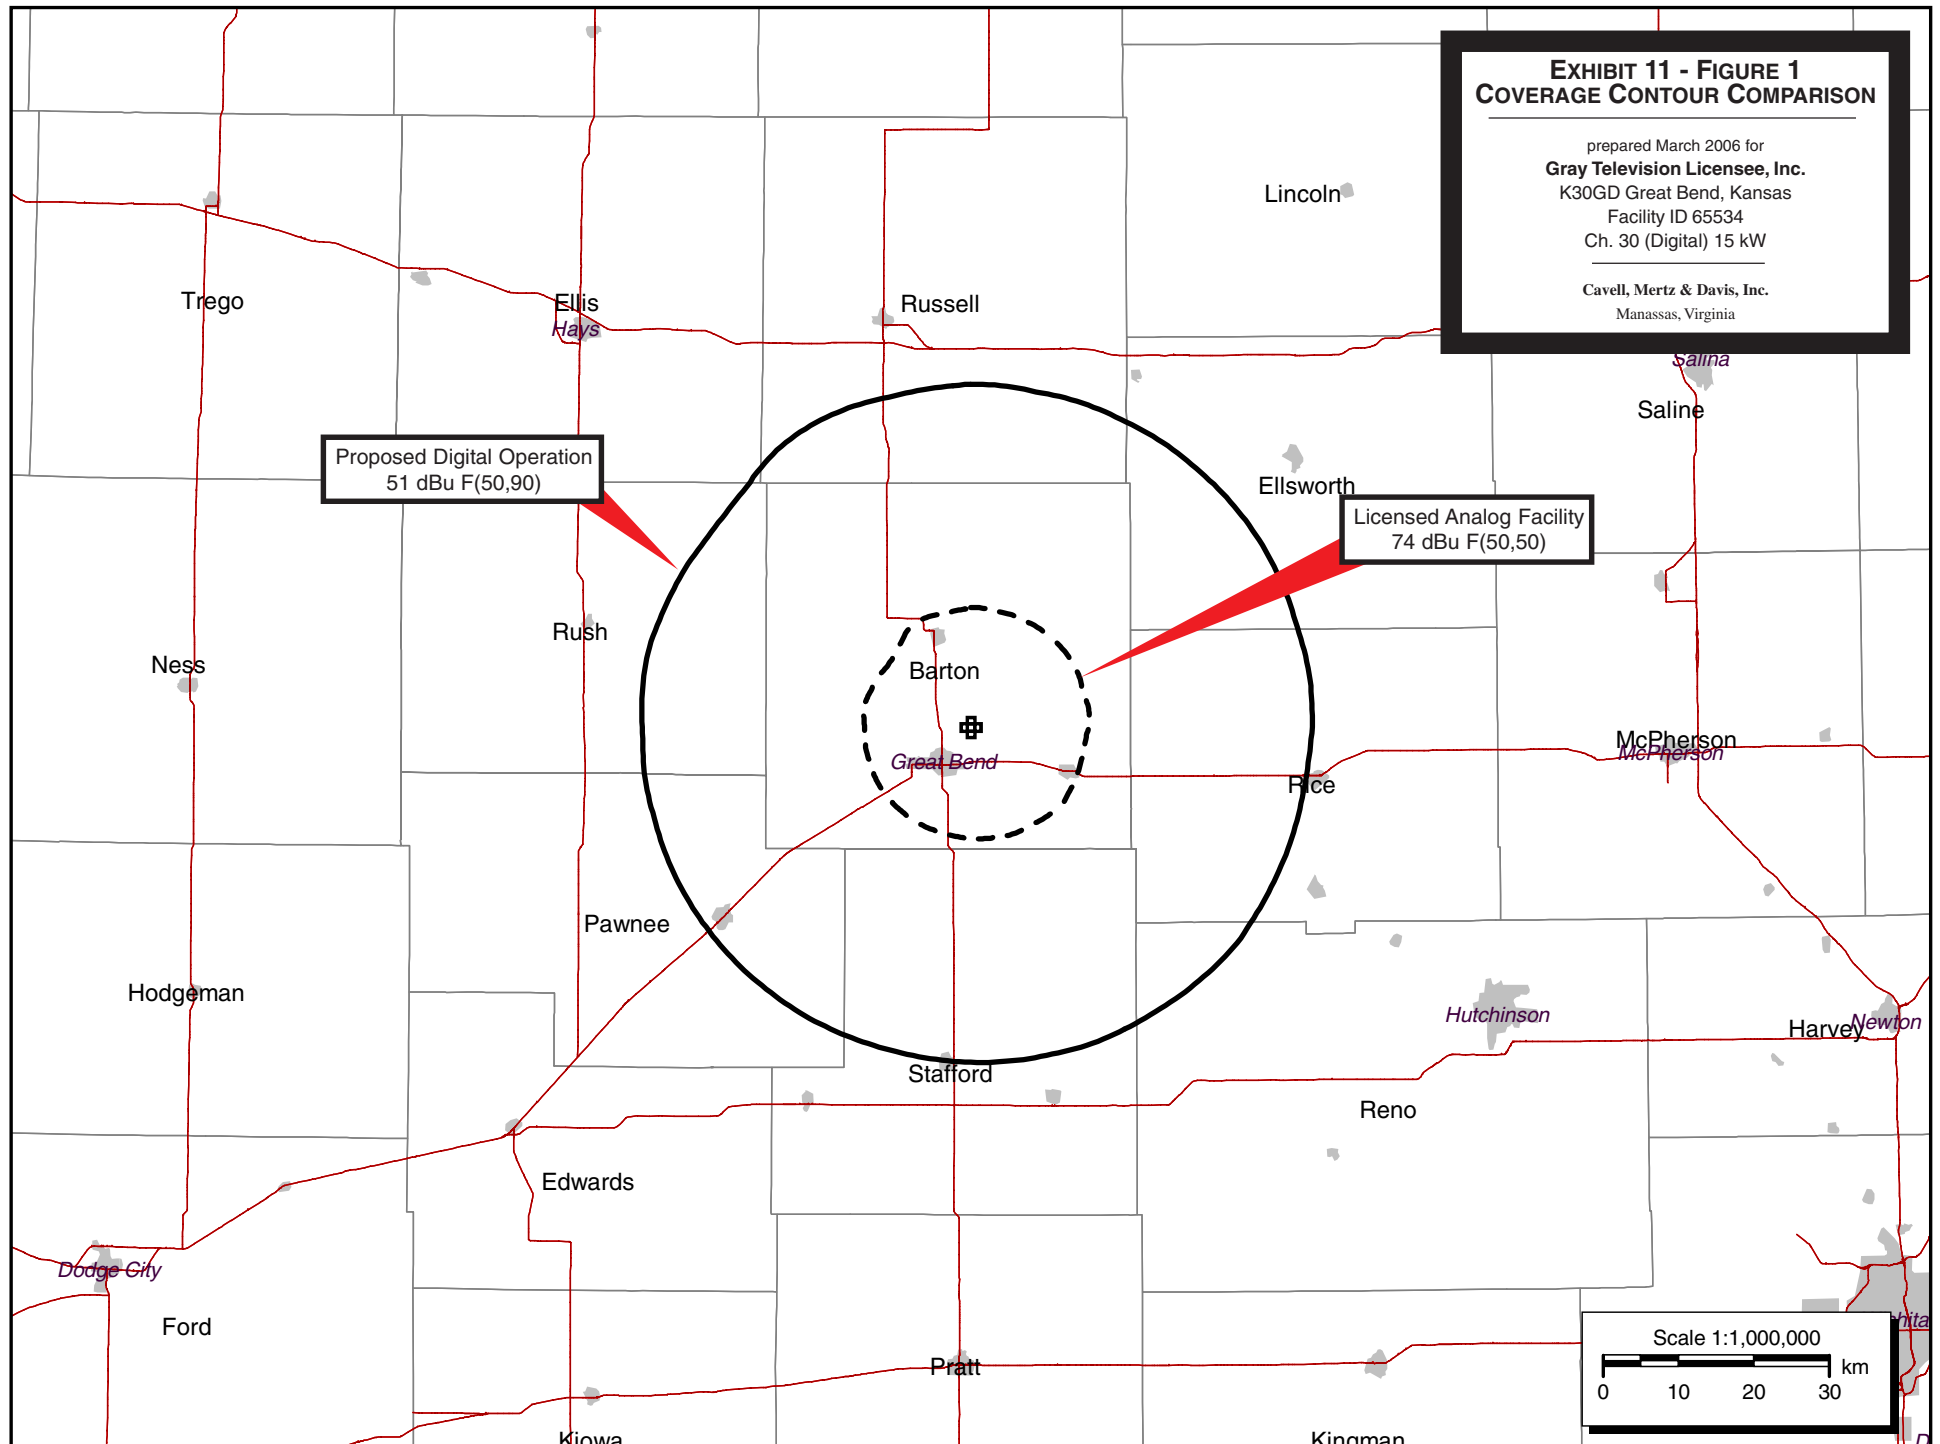 EXHIBIT 11 - FIGURE 1
COVERAGE CONTOUR COMPARISON
prepared March 2006 for
Gray Television Licensee, Inc.
K30GD Great Bend, Kansas
Facility ID 65534
Ch. 30 (Digital) 15 kW
Cavell, Mertz & Davis, Inc.
Manassas, Virginia
Lincoln
Trego
Ellis
Hays
Russell
Salina
Saline
Proposed Digital Operation
51 dBu F(50,90)
Ellsworth
Licensed Analog Facility
74 dBu F(50,50)
Rush
Ness
Barton
Great Bend
McPherson
McPherson
Rice
Pawnee
Hodgeman
Hutchinson
Newton
Harvey
Stafford
Reno
Edwards
Dodge City
Ford
hita
Pratt
Scale 1:1,000,000
km
0 10 20 30
Kiowa
Kingman
D